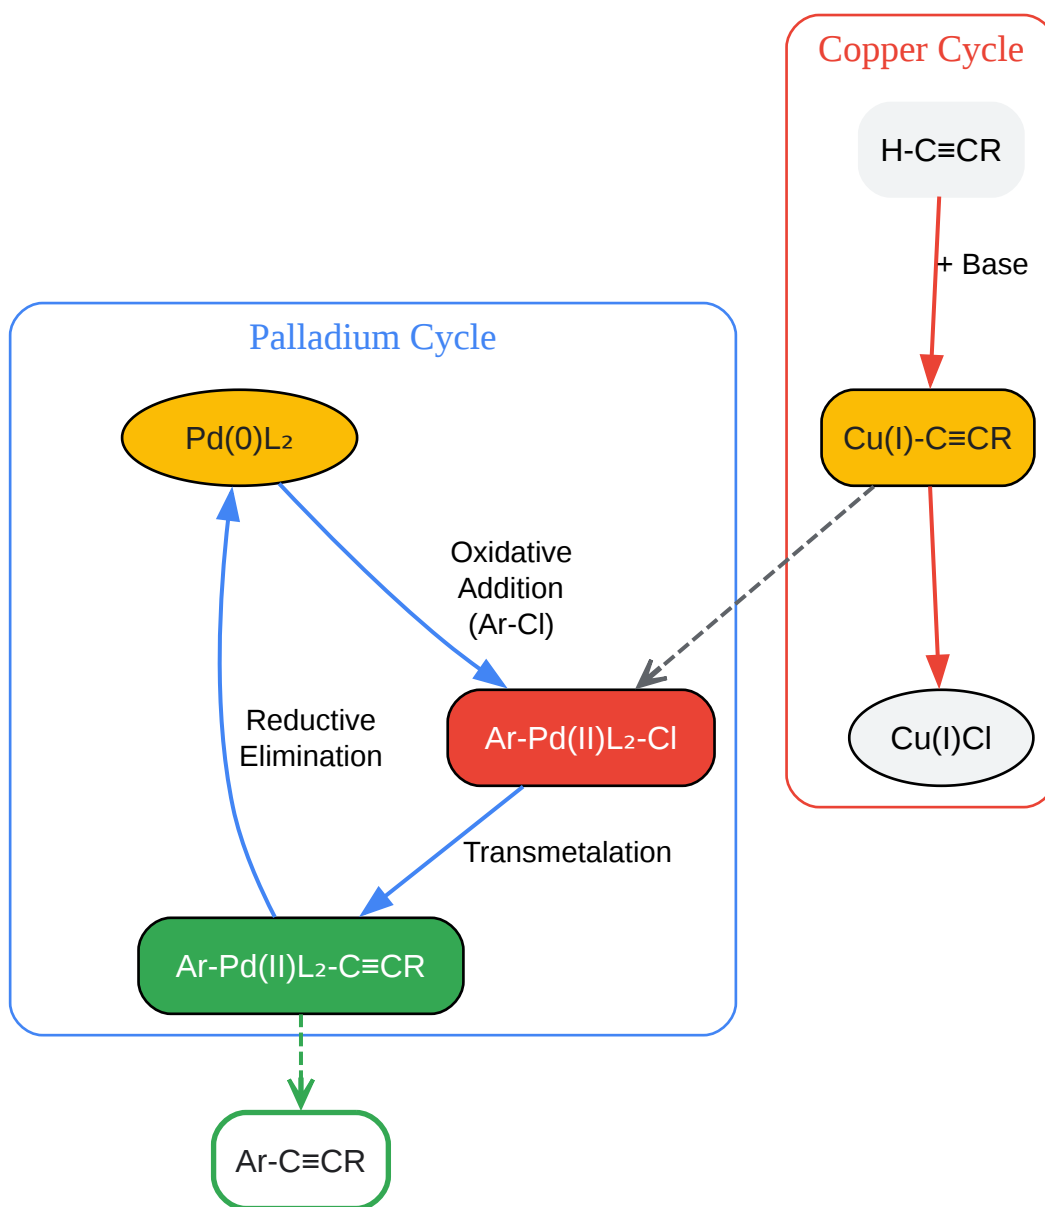 Copper Cycle
H-C≡CR
+ Base
Palladium Cycle
Pd(0)L₂
Cu(I)-C≡CR
Oxidative
Addition
(Ar-Cl)
Reductive
Elimination
Ar-Pd(II)L₂-Cl
Cu(I)Cl
Transmetalation
Ar-Pd(II)L₂-C≡CR
Ar-C≡CR